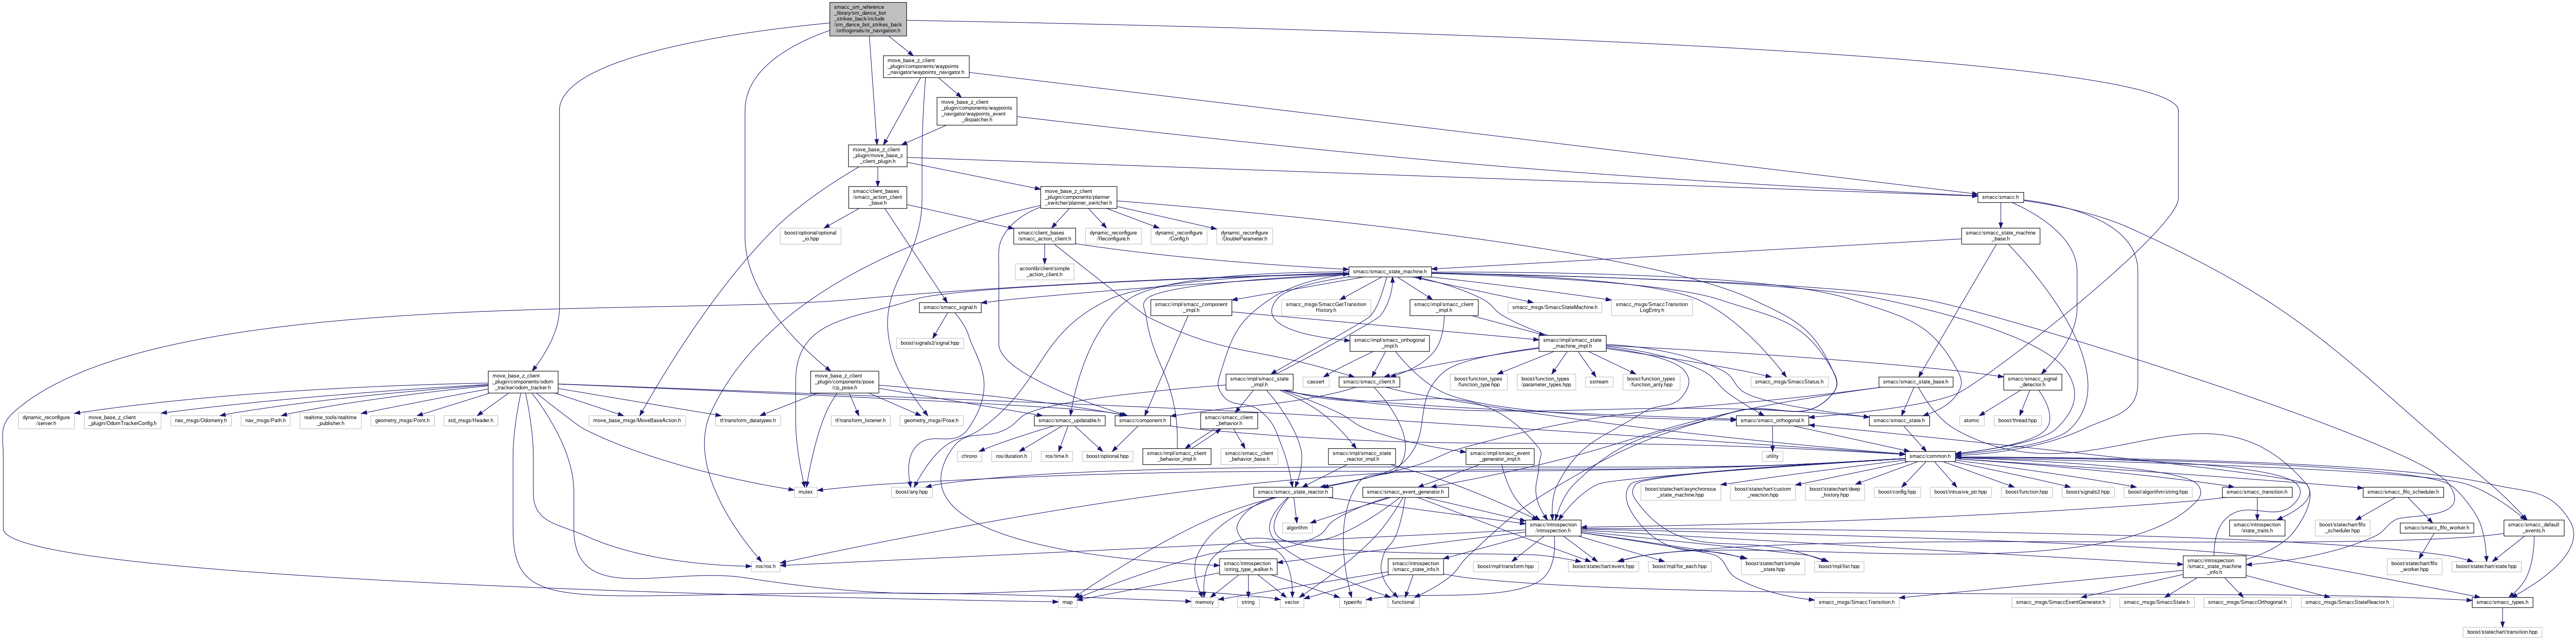 smacc_sm_reference
_library/sm_dance_bot
_strikes_back/include
/sm_dance_bot_strikes_back
/orthogonals/or_navigation.h
move_base_z_client
_plugin/components/waypoints
_navigator/waypoints_navigator.h
move_base_z_client
_plugin/components/waypoints
_navigator/waypoints_event
_dispatcher.h
move_base_z_client
_plugin/move_base_z
_client_plugin.h
smacc/client_bases
/smacc_action_client
_base.h
move_base_z_client
_plugin/components/planner
_switcher/planner_switcher.h
smacc/smacc.h
boost/optional/optional
_io.hpp
smacc/client_bases
/smacc_action_client.h
dynamic_reconfigure
/Reconfigure.h
dynamic_reconfigure
/Config.h
dynamic_reconfigure
/DoubleParameter.h
smacc/smacc_state_machine
_base.h
actionlib/client/simple
_action_client.h
smacc/smacc_state_machine.h
smacc/smacc_signal.h
smacc/impl/smacc_component
_impl.h
smacc_msgs/SmaccGetTransition
History.h
smacc/impl/smacc_client
_impl.h
smacc_msgs/SmaccStateMachine.h
smacc_msgs/SmaccTransition
LogEntry.h
boost/signals2/signal.hpp
smacc/impl/smacc_orthogonal
_impl.h
smacc/impl/smacc_state
_machine_impl.h
move_base_z_client
_plugin/components/odom
_tracker/odom_tracker.h
move_base_z_client
_plugin/components/pose
/cp_pose.h
smacc/impl/smacc_state
_impl.h
cassert
smacc/smacc_client.h
boost/function_types
/function_type.hpp
boost/function_types
/parameter_types.hpp
sstream
boost/function_types
/function_arity.hpp
smacc_msgs/SmaccStatus.h
smacc/smacc_state_base.h
smacc/smacc_signal
_detector.h
dynamic_reconfigure
/server.h
move_base_z_client
_plugin/OdomTrackerConfig.h
nav_msgs/Odometry.h
nav_msgs/Path.h
realtime_tools/realtime
_publisher.h
geometry_msgs/Point.h
std_msgs/Header.h
move_base_msgs/MoveBaseAction.h
tf/transform_datatypes.h
tf/transform_listener.h
geometry_msgs/Pose.h
smacc/smacc_updatable.h
smacc/component.h
smacc/smacc_client
_behavior.h
smacc/smacc_orthogonal.h
smacc/smacc_state.h
atomic
boost/thread.hpp
chrono
ros/duration.h
ros/time.h
boost/optional.hpp
smacc/impl/smacc_client
_behavior_impl.h
smacc/smacc_client
_behavior_base.h
smacc/impl/smacc_state
_reactor_impl.h
smacc/impl/smacc_event
_generator_impl.h
utility
smacc/common.h
mutex
boost/any.hpp
smacc/smacc_state_reactor.h
smacc/smacc_event_generator.h
boost/statechart/asynchronous
_state_machine.hpp
boost/statechart/custom
_reaction.hpp
boost/statechart/deep
_history.hpp
boost/config.hpp
boost/intrusive_ptr.hpp
boost/function.hpp
boost/signals2.hpp
boost/algorithm/string.hpp
smacc/smacc_transition.h
smacc/smacc_fifo_scheduler.h
algorithm
smacc/introspection
/introspection.h
smacc/introspection
/state_traits.h
boost/statechart/fifo
_scheduler.hpp
smacc/smacc_fifo_worker.h
smacc/smacc_default
_events.h
ros/ros.h
smacc/introspection
/string_type_walker.h
smacc/introspection
/smacc_state_info.h
boost/mpl/transform.hpp
boost/statechart/event.hpp
boost/mpl/for_each.hpp
boost/statechart/simple
_state.hpp
boost/mpl/list.hpp
smacc/introspection
/smacc_state_machine
_info.h
boost/statechart/fifo
_worker.hpp
boost/statechart/state.hpp
map
memory
string
vector
typeinfo
functional
smacc_msgs/SmaccTransition.h
smacc_msgs/SmaccEventGenerator.h
smacc_msgs/SmaccState.h
smacc_msgs/SmaccOrthogonal.h
smacc_msgs/SmaccStateReactor.h
smacc/smacc_types.h
boost/statechart/transition.hpp